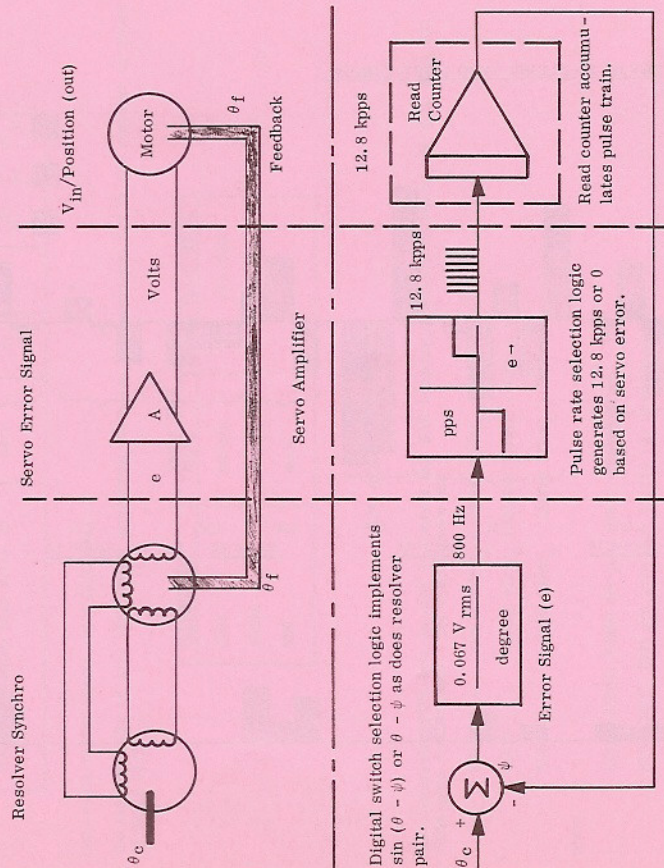 Resolver Synchro
Servo Error Signal
V in/Position (out)
θc
θf
e
A
Volts
Motor
θf
Feedback
Servo Amplifier
Digital switch selection logic implements
sin (θ - ψ) or θ - ψ as does resolver
pair.
θc
+
Σ
-
ψ
0.067 V rms
degree
800 Hz
Error Signal (e)
pps
e →
12.8 kpps
Pulse rate selection logic
generates 12.8 kpps or 0
based on servo error.
12.8 kpps
Read
Counter
Read counter accumu-
lates pulse train.